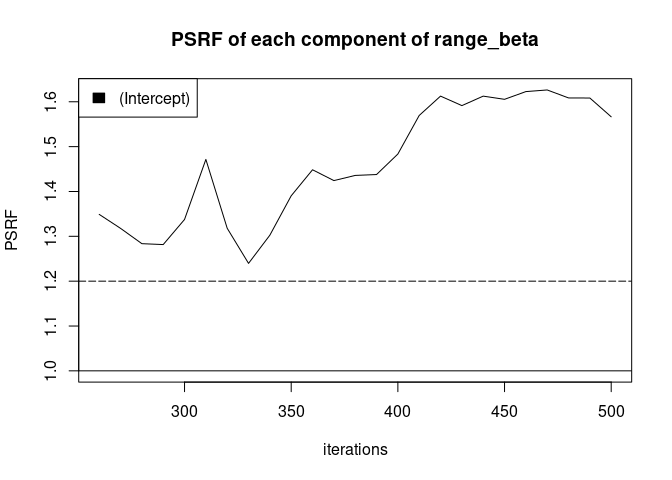 PSRF of each component of range_beta
(Intercept)
PSRF
1.6
1.5
1.4
1.3
1.2
1.1
1.0
300 350 400 450 500
iterations